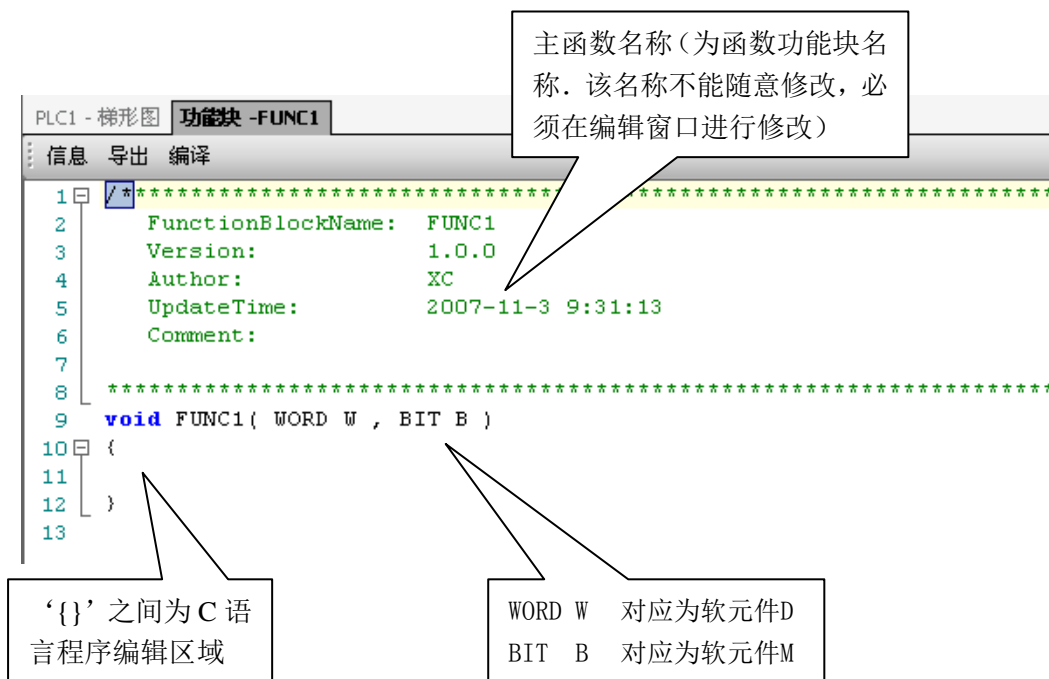 主函数名称（为函数功能块名
称．该名称不能随意修改，必
须在编辑窗口进行修改）
PLC1 - 梯形图 功能块 -FUNC1
信息 导出 编译
1 /*******************************************************************
2 FunctionBlockName: FUNC1
3 Version: 1.0.0
4 Author: XC
5 UpdateTime: 2007-11-3 9:31:13
6 Comment:
7
8 ********************************************************************
9 void FUNC1( WORD W , BIT B )
10 {
11
12 }
13
‘{}’之间为 C 语
言程序编辑区域
WORD W 对应为软元件D
BIT B 对应为软元件M